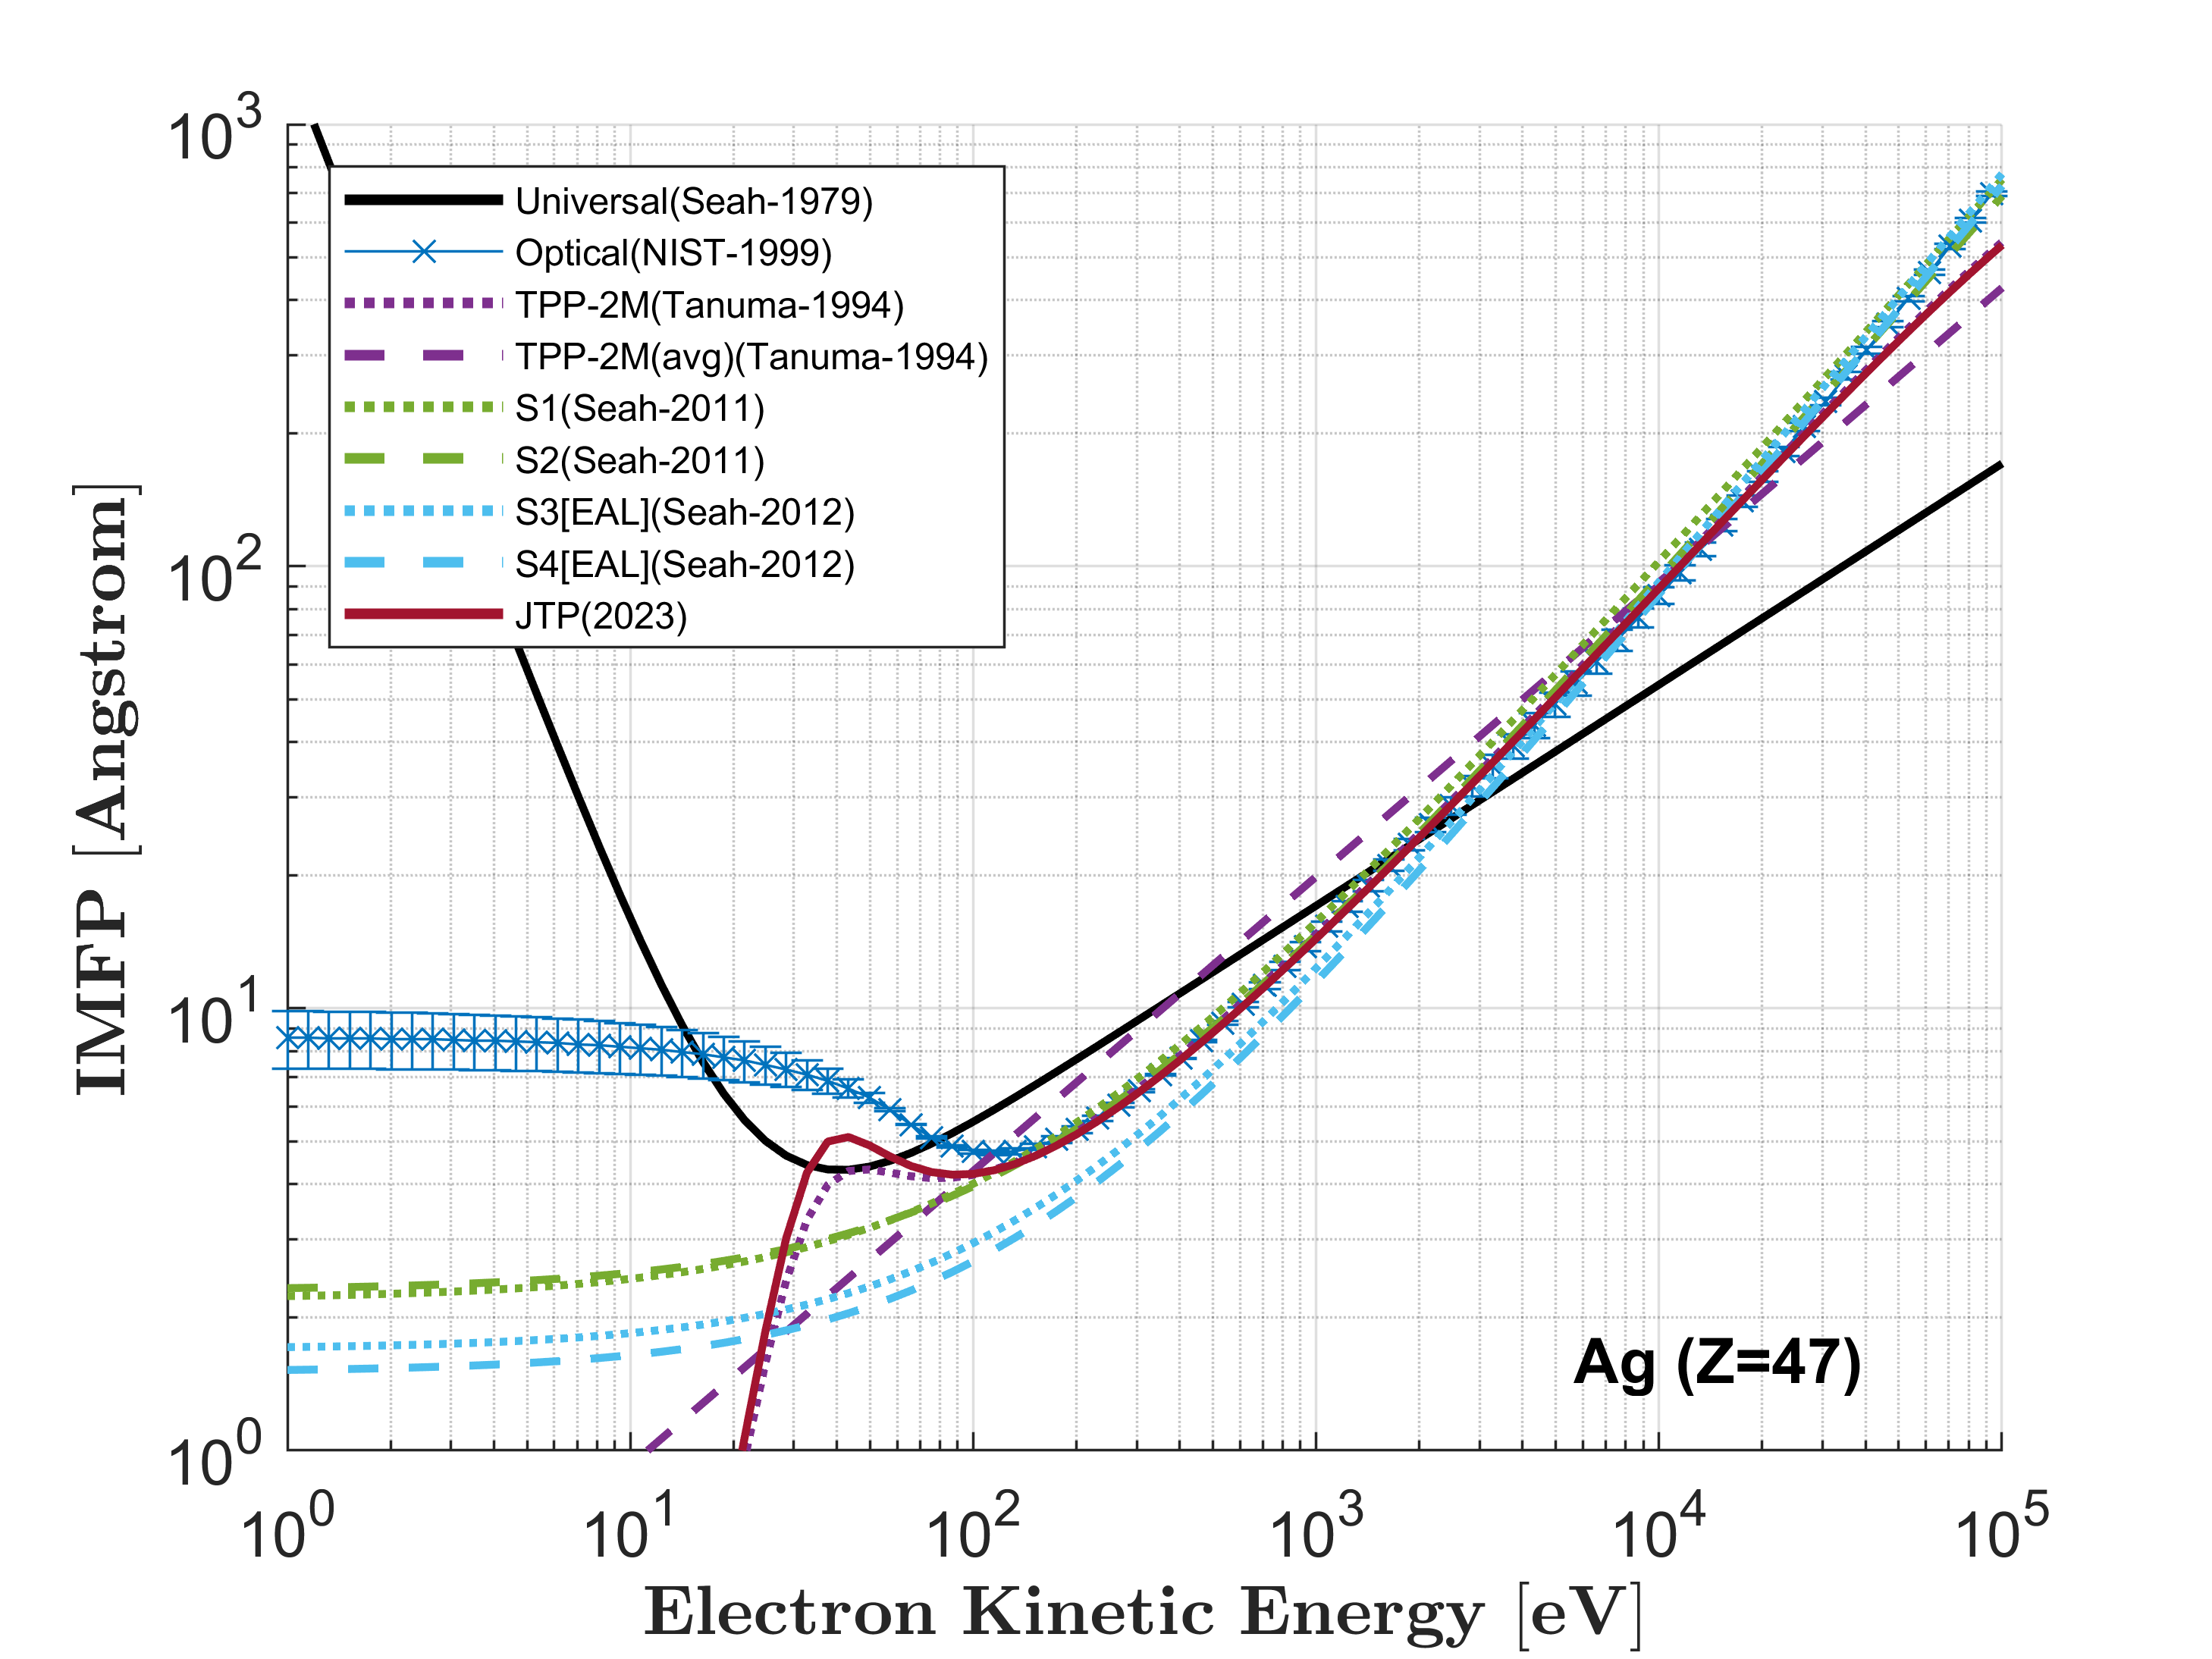 10^3
10^2
10^1
10^0
IMFP [Angstrom]
Universal(Seah-1979)
Optical(NIST-1999)
TPP-2M(Tanuma-1994)
TPP-2M(avg)(Tanuma-1994)
S1(Seah-2011)
S2(Seah-2011)
S3[EAL](Seah-2012)
S4[EAL](Seah-2012)
JTP(2023)
Ag (Z=47)
10^0 10^1 10^2 10^3 10^4 10^5
Electron Kinetic Energy [eV]